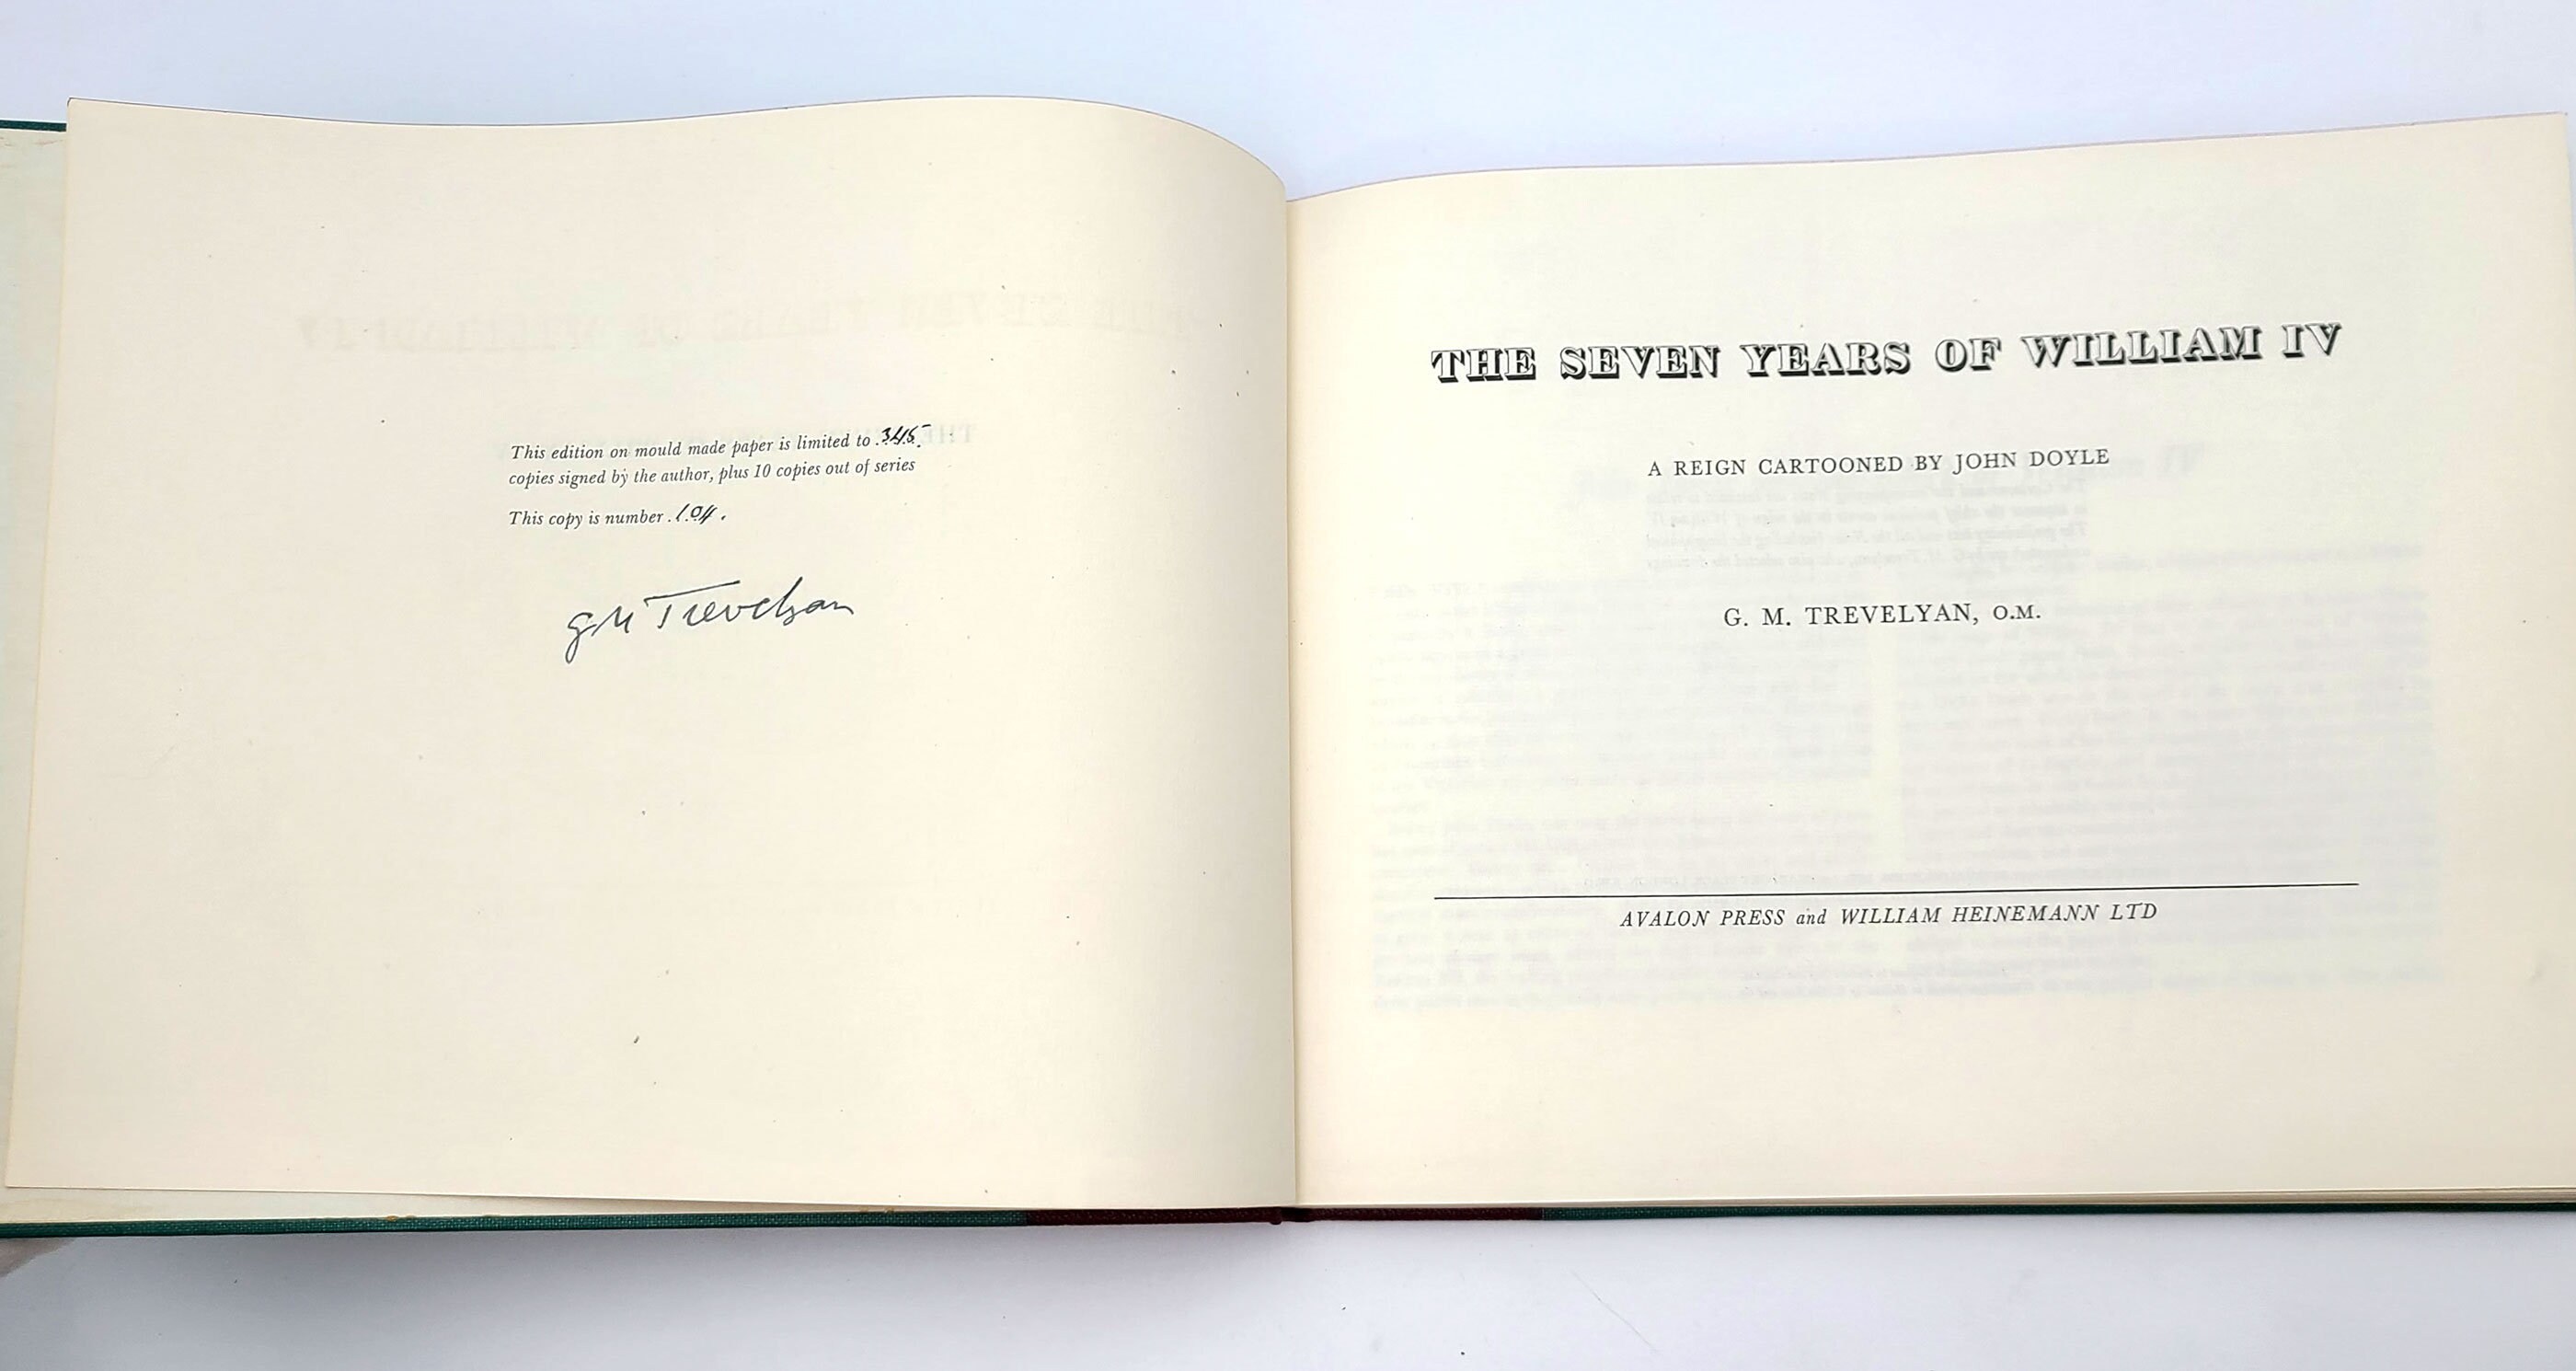 This edition on mould made paper is limited to .345.
copies signed by the author, plus 10 copies out of series
This copy is number .104.
G M Trevelyan
THE SEVEN YEARS OF WILLIAM IV
A REIGN CARTOONED BY JOHN DOYLE
G. M. TREVELYAN, O.M.
AVALON PRESS and WILLIAM HEINEMANN LTD